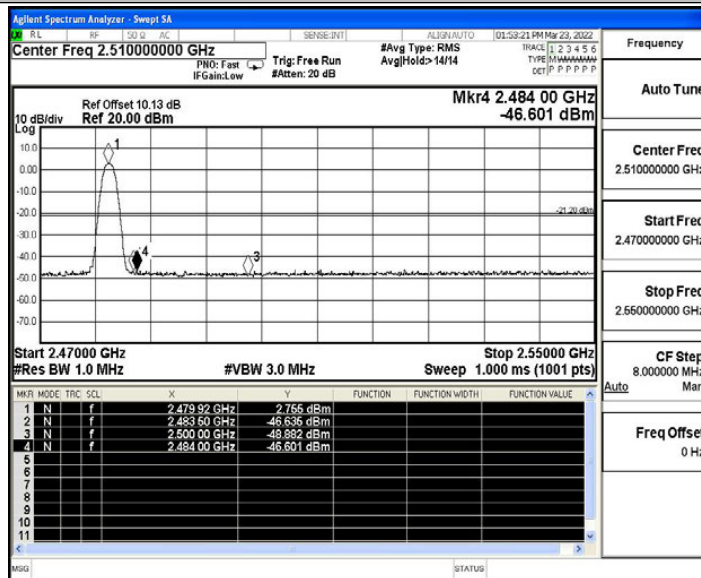 Agilent Spectrum Analyzer - Swept SA
RL RF 50 Ω AC SENSE:INT ALIGN AUTO 01:53:21 PM Mar 23, 2022
Center Freq 2.510000000 GHz
PNO: Fast
IFGain:Low
Trig: Free Run
#Atten: 20 dB
#Avg Type: RMS
Avg|Hold:>14/14
TRACE 1 2 3 4 5 6
TYPE MWWWWW
DET P P P P P P
Frequency
Auto Tune
Center Freq
2.510000000 GHz
Start Freq
2.470000000 GHz
Stop Freq
2.550000000 GHz
CF Step
8.000000 MHz
Auto Man
Freq Offset
0 Hz
Mkr4 2.484 00 GHz
-46.601 dBm
Ref Offset 10.13 dB
10 dB/div Ref 20.00 dBm
Log
10.0
0.00
-10.0
-20.0
-30.0
-40.0
-50.0
-60.0
-70.0
1
4
3
-21.20 dBm
Start 2.47000 GHz Stop 2.55000 GHz
#Res BW 1.0 MHz #VBW 3.0 MHz Sweep 1.000 ms (1001 pts)
MKR MODE TRC SCL X Y FUNCTION FUNCTION WIDTH FUNCTION VALUE
1 N f 2.479 92 GHz 2.755 dBm
2 N f 2.483 50 GHz -46.635 dBm
3 N f 2.500 00 GHz -48.882 dBm
4 N f 2.484 00 GHz -46.601 dBm
5
6
7
8
9
10
11
MSG STATUS